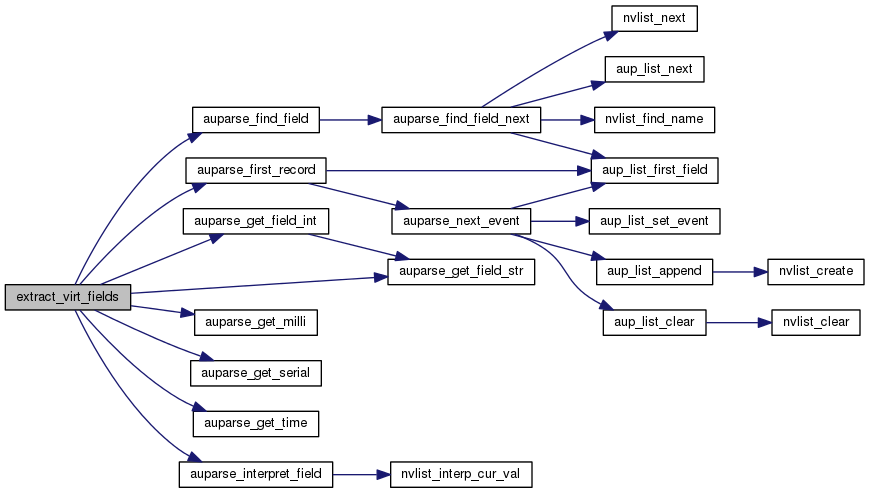 nvlist_next
aup_list_next
auparse_find_field
auparse_find_field_next
nvlist_find_name
auparse_first_record
aup_list_first_field
auparse_get_field_int
auparse_next_event
aup_list_set_event
auparse_get_field_str
aup_list_append
nvlist_create
extract_virt_fields
auparse_get_milli
aup_list_clear
nvlist_clear
auparse_get_serial
auparse_get_time
auparse_interpret_field
nvlist_interp_cur_val